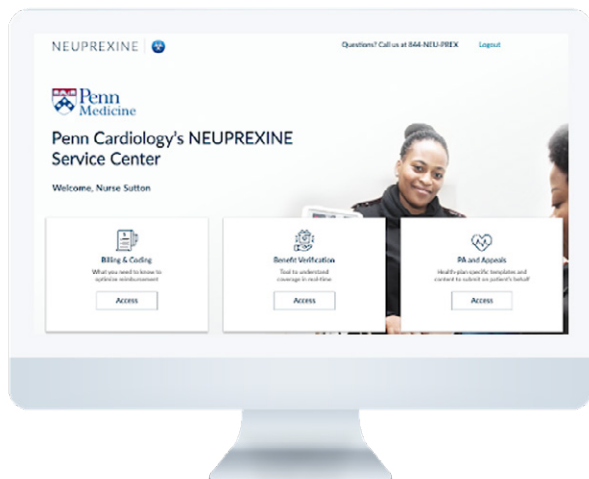 NEUPREXINE
Questions? Call us at 844-NEU-PREX
Logout
Penn
Medicine
Penn Cardiology's NEUPREXINE
Service Center
Welcome, Nurse Sutton
Billing & Coding
What you need to know to
optimize reimbursement
Access
Benefit Verification
Tool to understand
coverage in real-time
Access
PA and Appeals
Health-plan specific templates and
content to submit on patient's behalf
Access